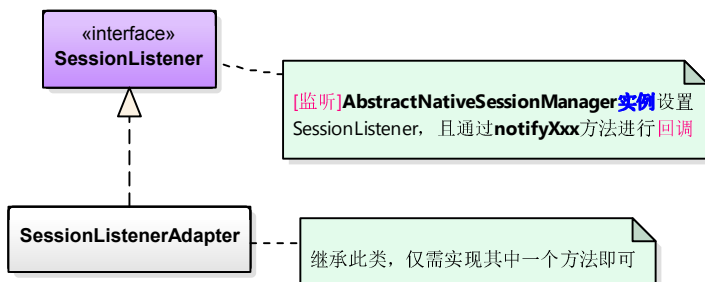 «interface»
SessionListener
[监听]AbstractNativeSessionManager实例设置
SessionListener，且通过notifyXxx方法进行回调
SessionListenerAdapter
继承此类，仅需实现其中一个方法即可